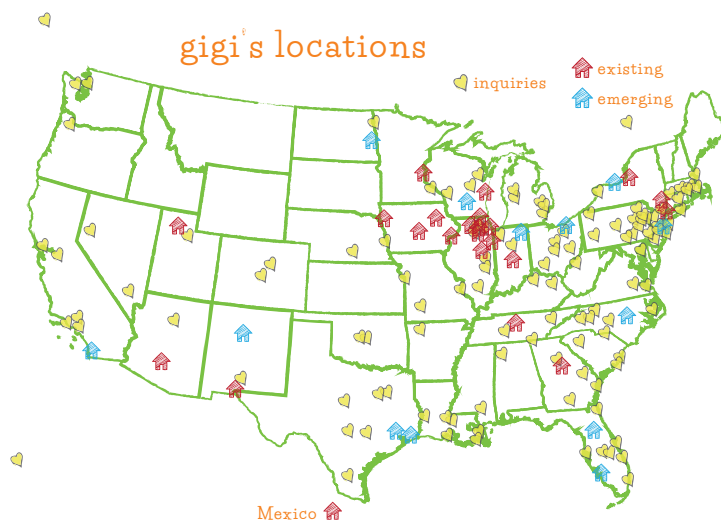 gigi's locations
inquiries
existing
emerging
Mexico